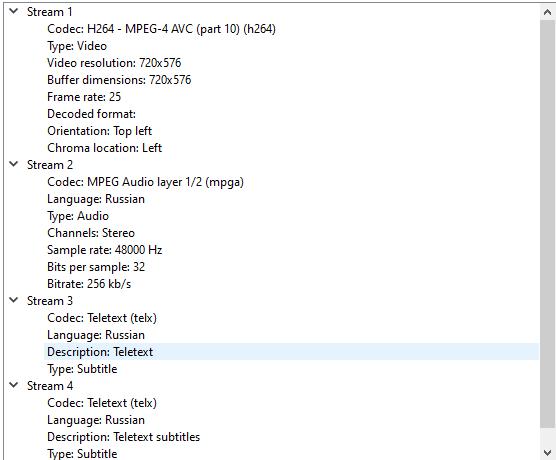 Stream 1
Codec: H264 - MPEG-4 AVC (part 10) (h264)
Type: Video
Video resolution: 720x576
Buffer dimensions: 720x576
Frame rate: 25
Decoded format:
Orientation: Top left
Chroma location: Left
Stream 2
Codec: MPEG Audio layer 1/2 (mpga)
Language: Russian
Type: Audio
Channels: Stereo
Sample rate: 48000 Hz
Bits per sample: 32
Bitrate: 256 kb/s
Stream 3
Codec: Teletext (telx)
Language: Russian
Description: Teletext
Type: Subtitle
Stream 4
Codec: Teletext (telx)
Language: Russian
Description: Teletext subtitles
Type: Subtitle